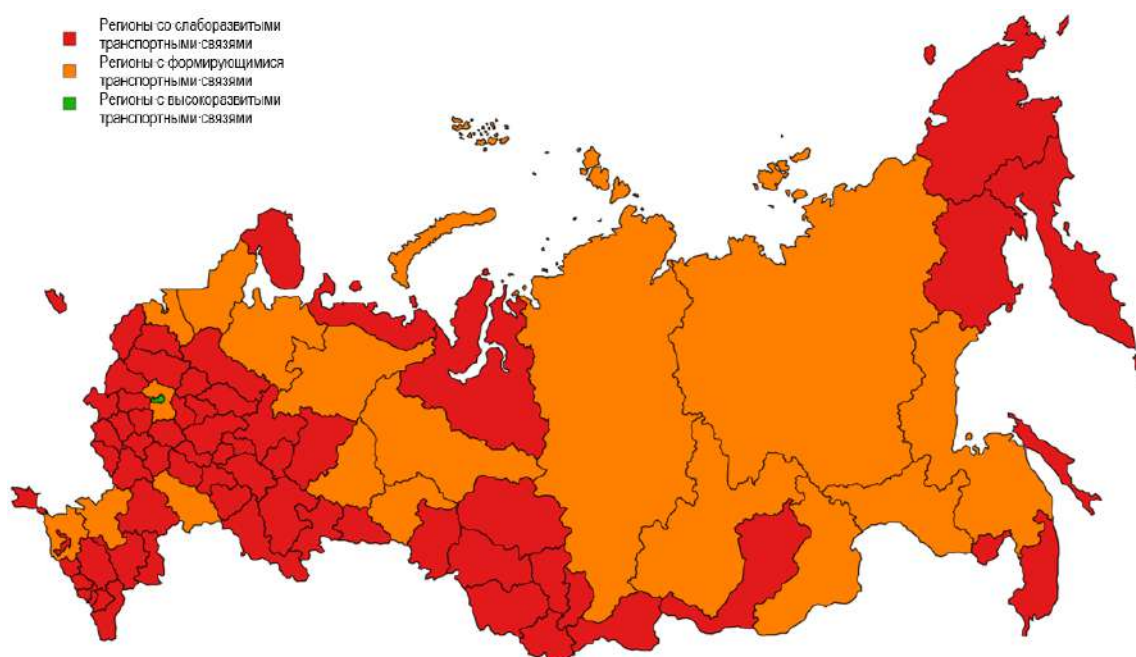 Регионы со слаборазвитыми
транспортными связями
Регионы с формирующимися
транспортными связями
Регионы с высокоразвитыми
транспортными связями